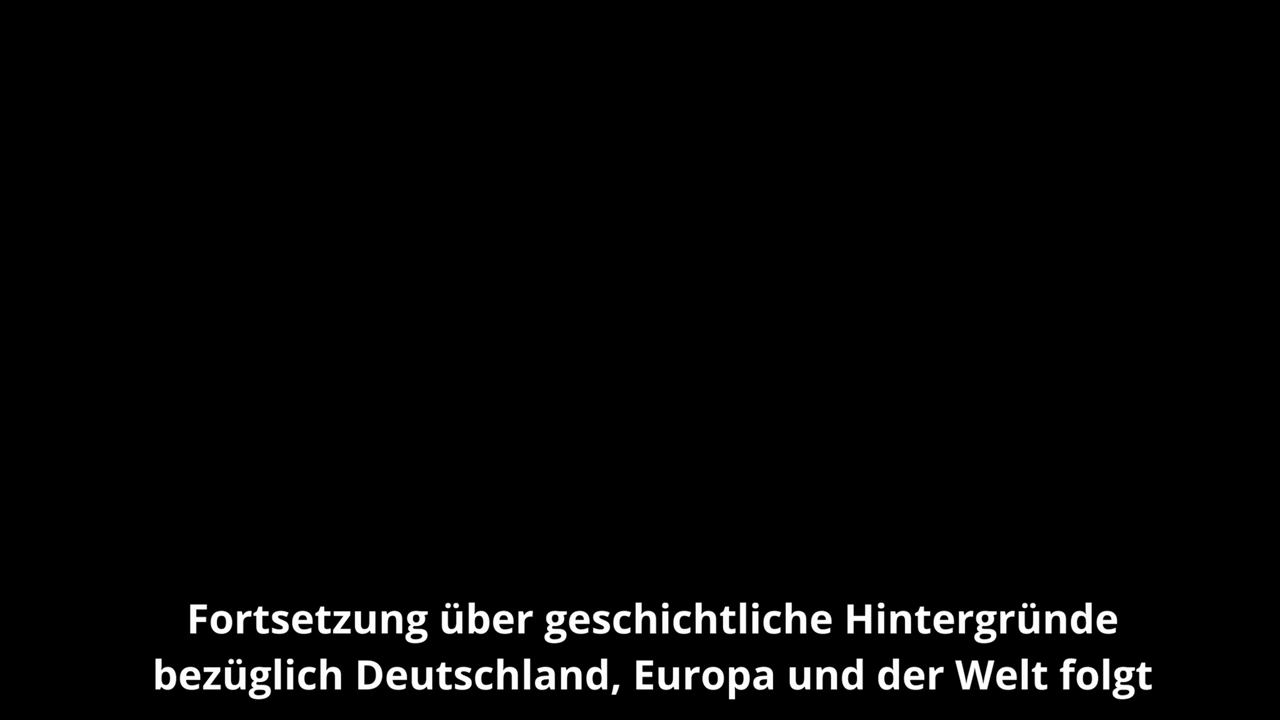 Fortsetzung über geschichtliche Hintergründe
bezüglich Deutschland, Europa und der Welt folgt